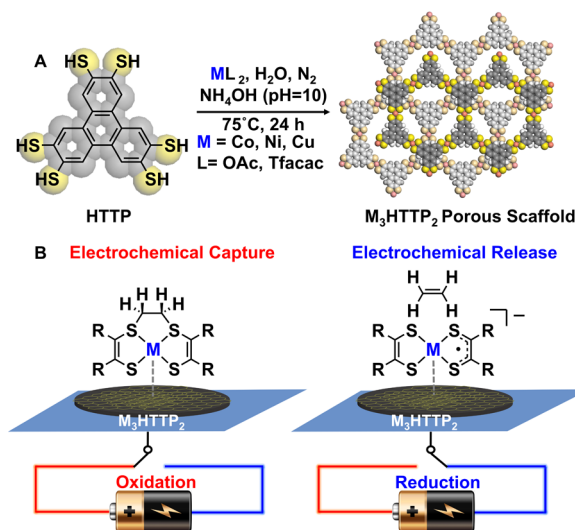 A
HS
SH
HS
SH
HS
SH
HTTP
ML₂, H₂O, N₂
NH₄OH (pH=10)
75˚C, 24 h
M = Co, Ni, Cu
L= OAc, Tfacac
M₃HTTP₂ Porous Scaffold
B
Electrochemical Capture
Electrochemical Release
H H H H
R S S R
M
R S S R
M₃HTTP₂
Oxidation
+
H H
H H
R S S R
M •
R S S R
−
M₃HTTP₂
Reduction
+